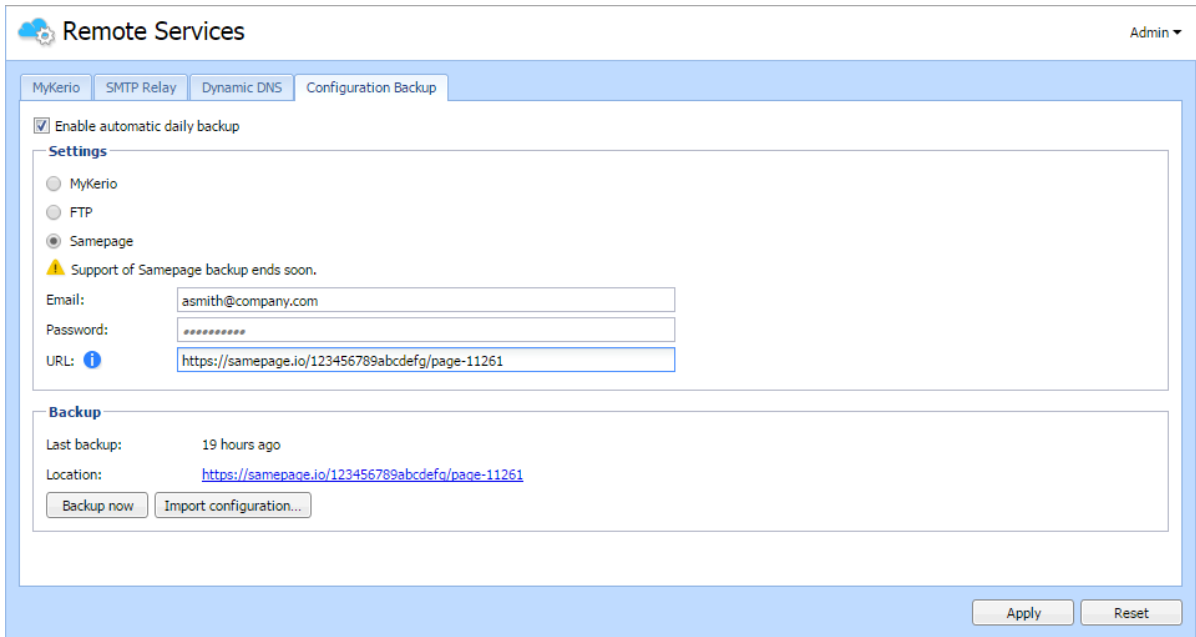 Remote Services
Admin
MyKerio SMTP Relay Dynamic DNS Configuration Backup
Enable automatic daily backup
Settings
MyKerio
FTP
Samepage
Support of Samepage backup ends soon.
Email: asmith@company.com
Password: **********
URL: https://samepage.io/123456789abcdefg/page-11261
Backup
Last backup: 19 hours ago
Location: https://samepage.io/123456789abcdefg/page-11261
Backup now Import configuration...
Apply Reset